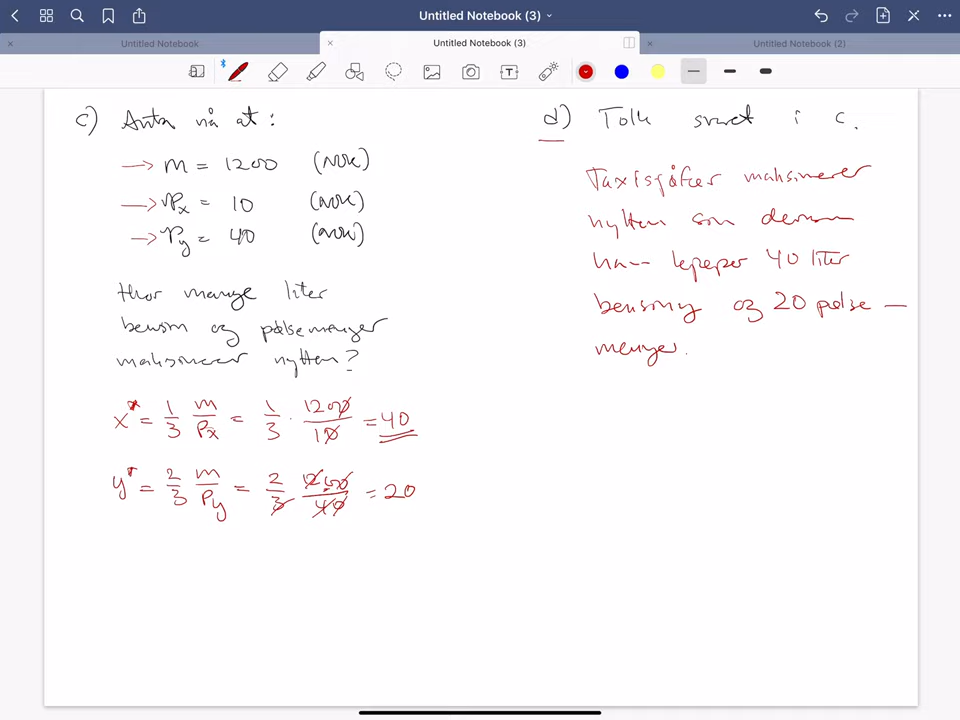 Untitled Notebook (3)
Untitled Notebook
Untitled Notebook (3)
Untitled Notebook (2)
c) Anta nå at:
→ m = 1200 (NOK)
→ Px = 10 (NOK)
→ Py = 40 (NOK)
Hvor mange liter
bensin og pølsemenyer
maksimerer nytten?
x* = 1/3 m/Px = 1/3 · 1200/10 = 40
y* = 2/3 m/Py = 2/3 1200/40 = 20
d) Tolk svaret i c.
Taxisjåfør maksimerer
nytten sin dersom
han kjøper 40 liter
bensin og 20 pølse—
menyer.